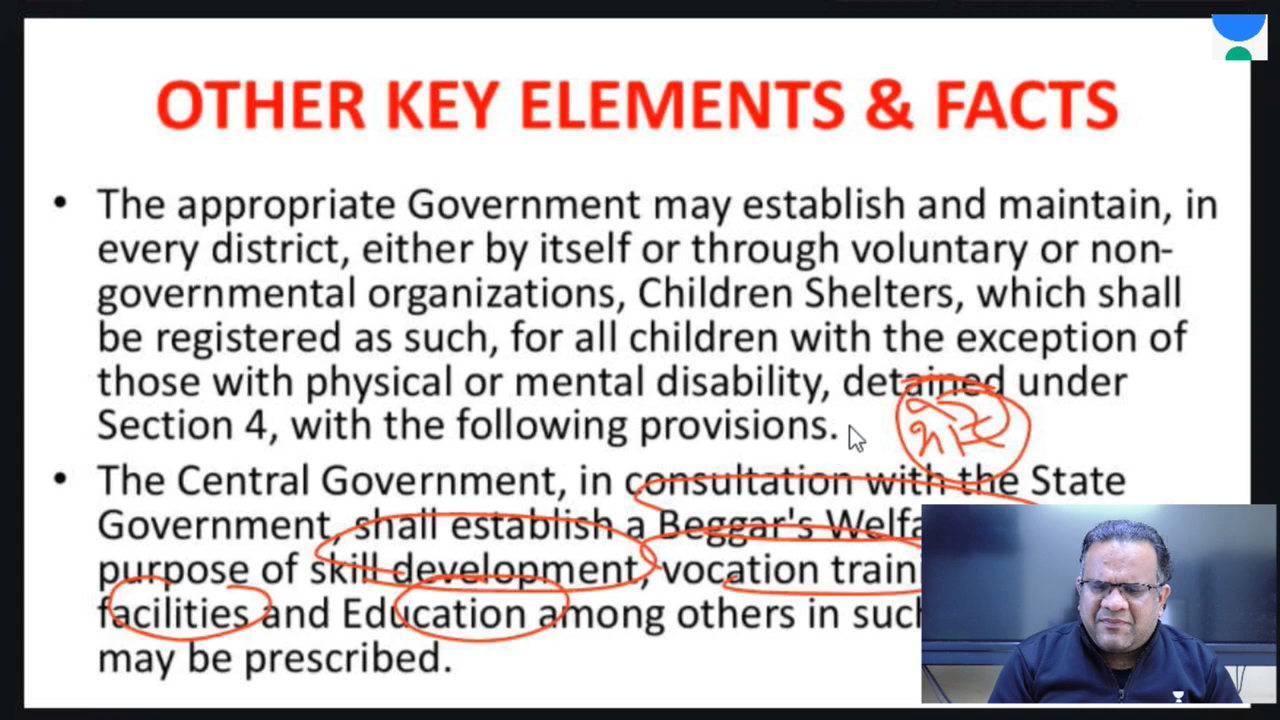 OTHER KEY ELEMENTS & FACTS
• The appropriate Government may establish and maintain, in
every district, either by itself or through voluntary or non-
governmental organizations, Children Shelters, which shall
be registered as such, for all children with the exception of
those with physical or mental disability, detained under
Section 4, with the following provisions.
• The Central Government, in consultation with the State
Government, shall establish a Beggar's
purpose of skill development, vocation
facilities and Education among others in
may be prescribed.